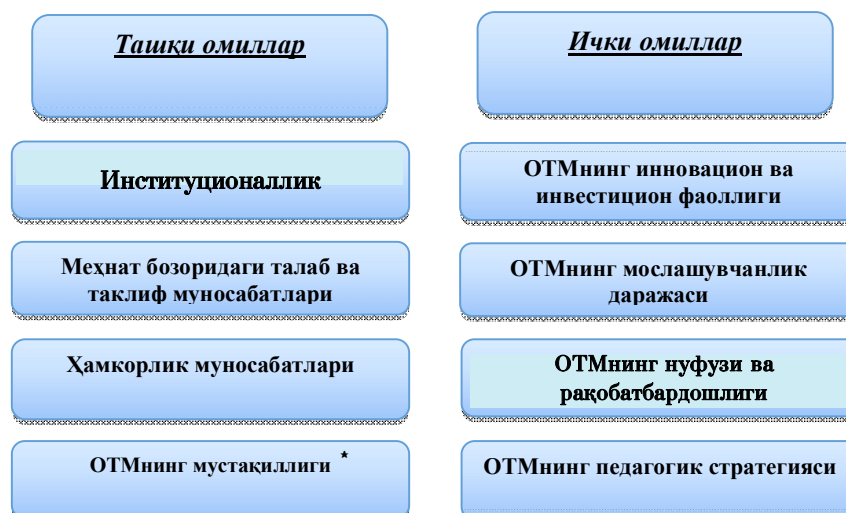 Ташқи омиллар
Институционаллик
Меҳнат бозоридаги талаб ва
таклиф муносабатлари
Ҳамкорлик муносабатлари
ОТМнинг мустақиллиги *
Ички омиллар
ОТМнинг инновацион ва
инвестицион фаоллиги
ОТМнинг мослашувчанлик
даражаси
ОТМнинг нуфузи ва
рақобатбардошлиги
ОТМнинг педагогик стратегияси